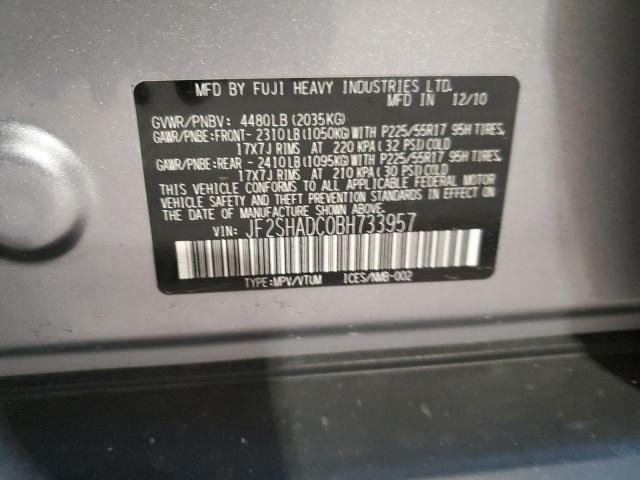 MFD BY FUJI HEAVY INDUSTRIES LTD.
MFD IN 12/10
GVWR/PNBV: 4480LB (2035KG)
GAWR/PNBE:FRONT- 2310LB (1050KG) WITH P225/55R17 95H TIRES.
17X7J RIMS AT 220 KPA (32 PSI) COLD
GAWR/PNBE:REAR - 2410LB (1095KG) WITH P225/55R17 95H TIRES.
17X7J RIMS AT 210 KPA (30 PSI) COLD
THIS VEHICLE CONFORMS TO ALL APPLICABLE FEDERAL MOTOR
VEHICLE SAFETY AND THEFT PREVENTION STANDARDS IN EFFECT
ON THE DATE OF MANUFACTURE SHOWN ABOVE.
VIN: JF2SHADC0BH733957
TYPE:MPV/VTUM ICES/NMB-002